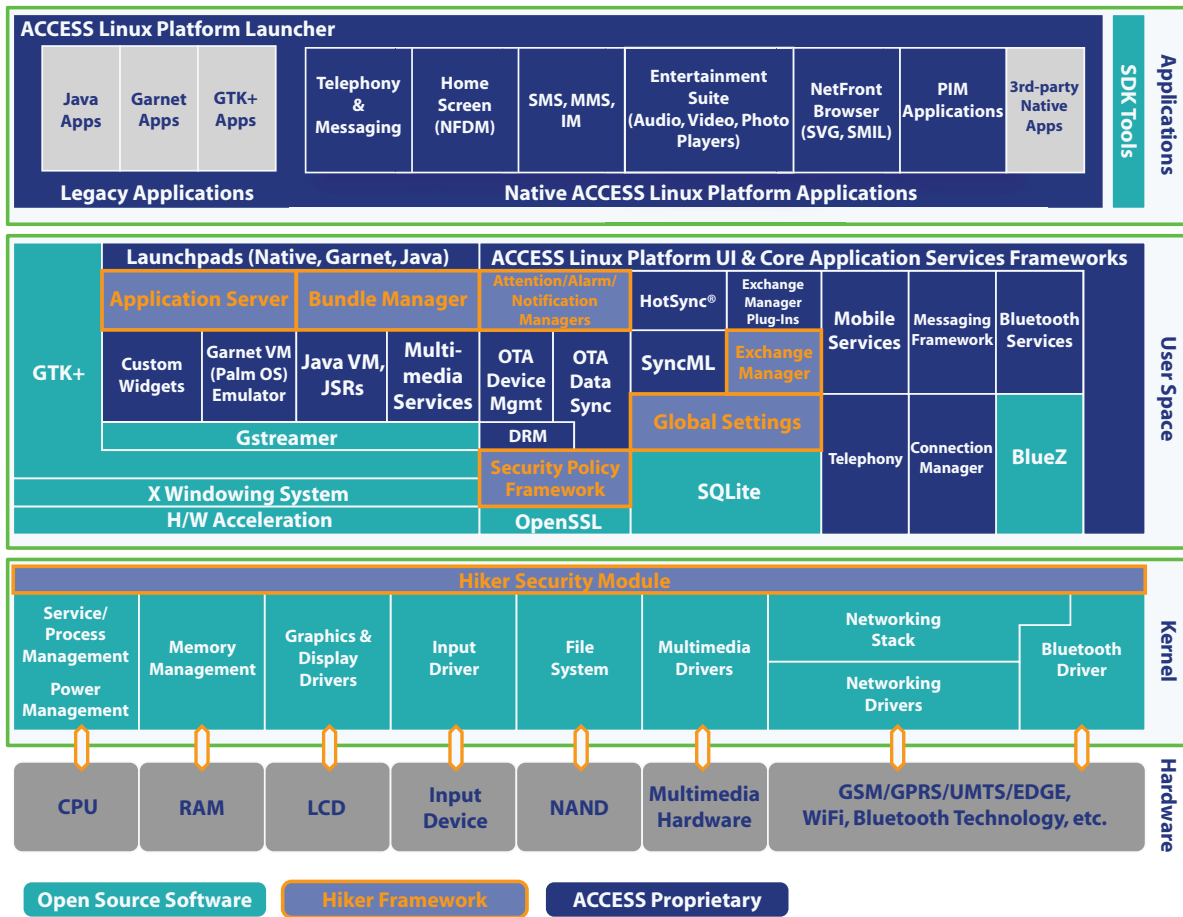 ACCESS Linux Platform Launcher
Java
Apps
Garnet
Apps
GTK+
Apps
Legacy Applications
Telephony
&
Messaging
Home
Screen
(NFDM)
SMS, MMS,
IM
Entertainment
Suite
(Audio, Video, Photo
Players)
NetFront
Browser
(SVG, SMIL)
PIM
Applications
3rd-party
Native
Apps
Native ACCESS Linux Platform Applications
SDK Tools
Applications
GTK+
Launchpads (Native, Garnet, Java)
Application Server
Bundle Manager
Custom
Widgets
Garnet VM
(Palm OS)
Emulator
Java VM,
JSRs
Multi-
media
Services
Gstreamer
X Windowing System
H/W Acceleration
ACCESS Linux Platform UI & Core Application Services Frameworks
Attention/Alarm/
Notification
Managers
HotSync®
Exchange
Manager
Plug-Ins
Mobile
Services
Messaging
Framework
Bluetooth
Services
OTA
Device
Mgmt
OTA
Data
Sync
SyncML
Exchange
Manager
DRM
Global Settings
Security Policy
Framework
OpenSSL
SQLite
Telephony
Connection
Manager
BlueZ
User Space
Hiker Security Module
Service/
Process
Management
Power
Management
Memory
Management
Graphics &
Display
Drivers
Input
Driver
File
System
Multimedia
Drivers
Networking
Stack
Networking
Drivers
Bluetooth
Driver
Kernel
CPU
RAM
LCD
Input
Device
NAND
Multimedia
Hardware
GSM/GPRS/UMTS/EDGE,
WiFi, Bluetooth Technology, etc.
Hardware
Open Source Software
Hiker Framework
ACCESS Proprietary